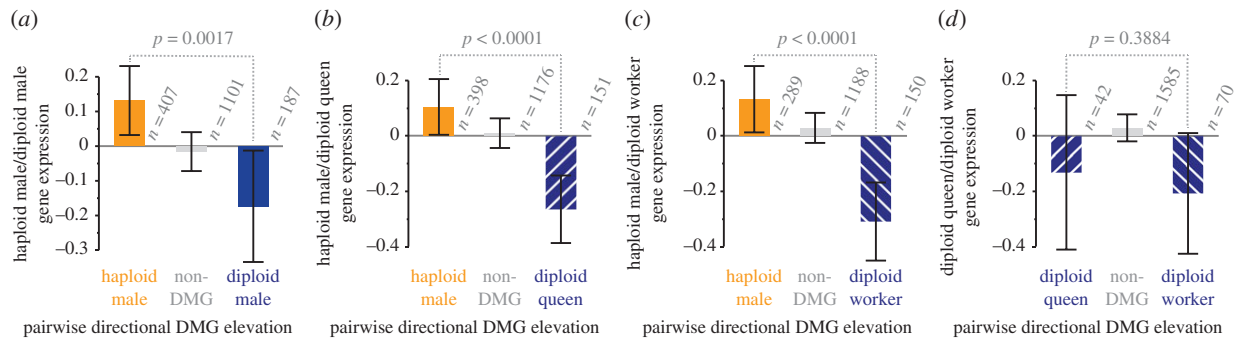 (a)
haploid male/diploid male
gene expression
p = 0.0017
0.2
0.1
0
–0.1
–0.2
–0.3
n = 407
n = 1101
n = 187
haploid
male
non-
DMG
diploid
male
pairwise directional DMG elevation
(b)
haploid male/diploid queen
gene expression
p < 0.0001
0.2
0
–0.2
–0.4
n = 398
n = 1176
n = 151
haploid
male
non-
DMG
diploid
queen
pairwise directional DMG elevation
(c)
haploid male/diploid worker
gene expression
p < 0.0001
0.2
0
–0.2
–0.4
n = 289
n = 1188
n = 150
haploid
male
non-
DMG
diploid
worker
pairwise directional DMG elevation
(d)
diploid queen/diploid worker
gene expression
p = 0.3884
0.2
0
–0.2
–0.4
n = 42
n = 1585
n = 70
diploid
queen
non-
DMG
diploid
worker
pairwise directional DMG elevation